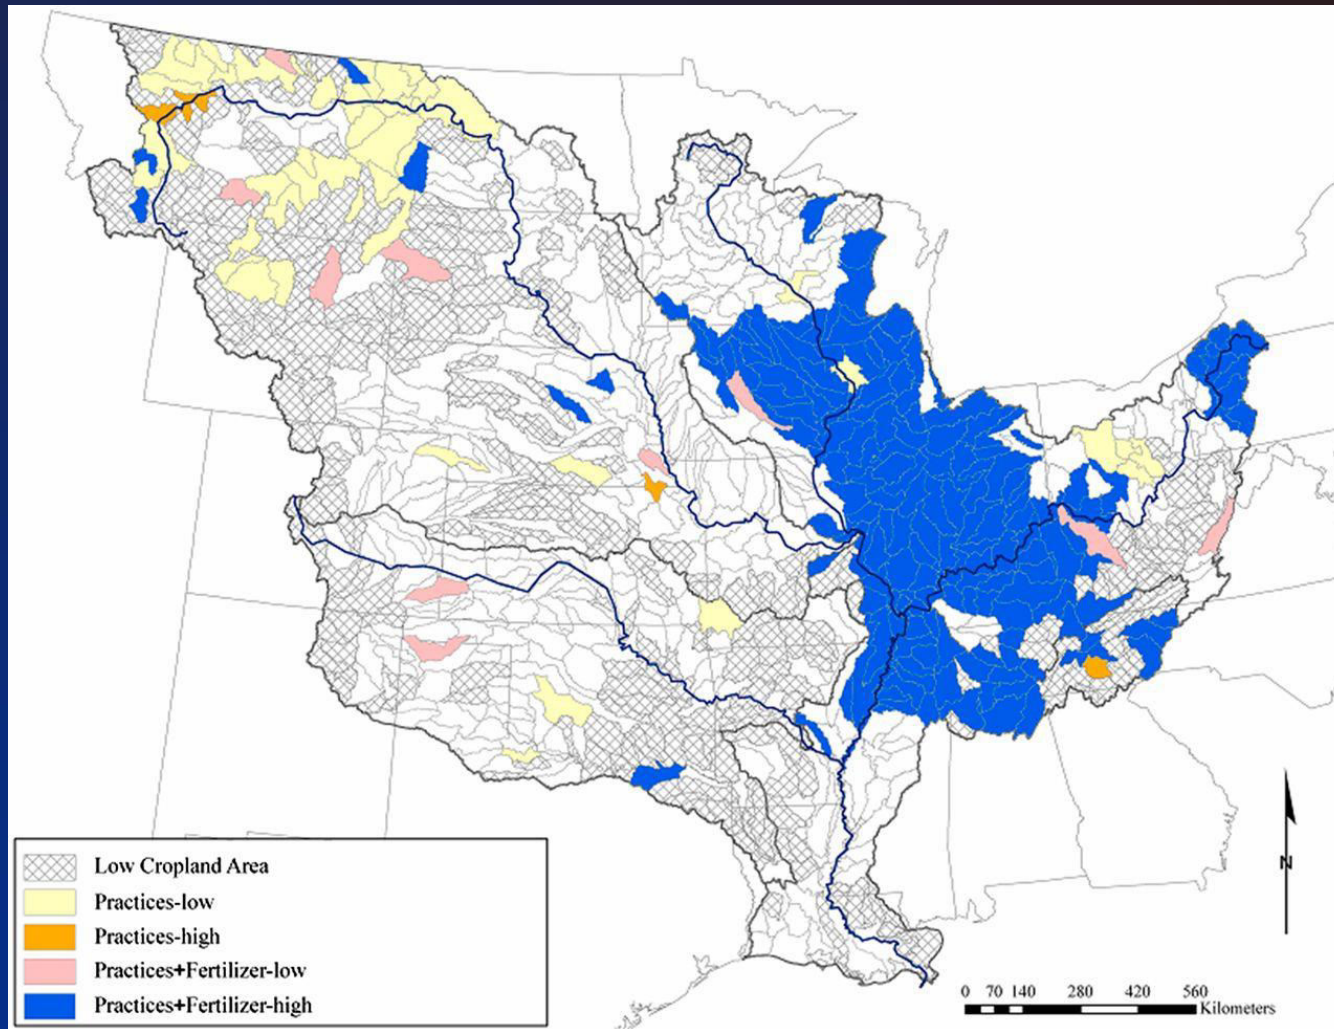 Low Cropland Area
Practices-low
Practices-high
Practices+Fertilizer-low
Practices+Fertilizer-high
N
0 70 140 280 420 560
Kilometers